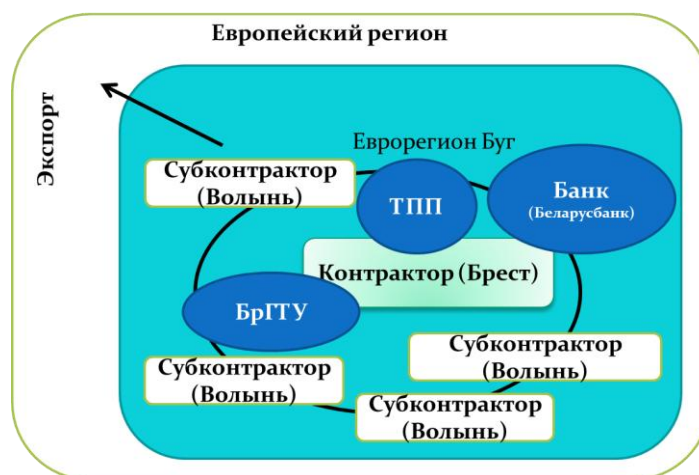 Европейский регион
Экспорт
Еврорегион Буг
Субконтрактор
(Волынь)
ТПП
Банк
(Беларусбанк)
Контрактор (Брест)
БрГТУ
Субконтрактор
(Волынь)
Субконтрактор
(Волынь)
Субконтрактор
(Волынь)